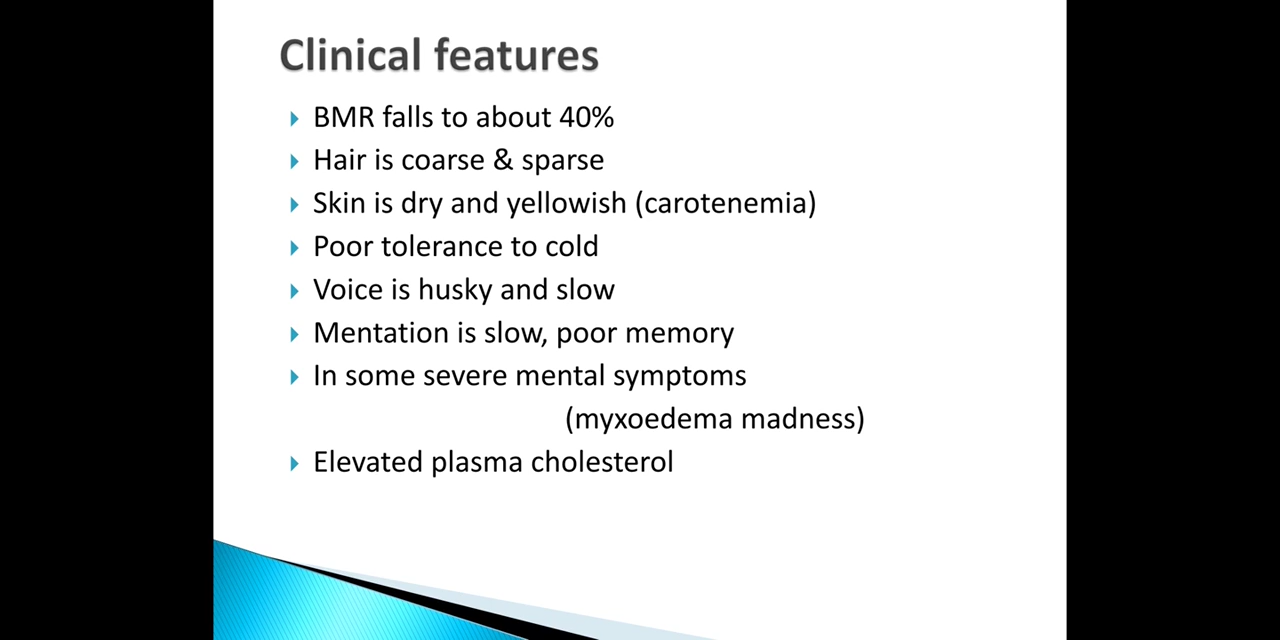 Clinical features
BMR falls to about 40%
Hair is coarse & sparse
Skin is dry and yellowish (carotenemia)
Poor tolerance to cold
Voice is husky and slow
Mentation is slow, poor memory
In some severe mental symptoms
(myxoedema madness)
Elevated plasma cholesterol